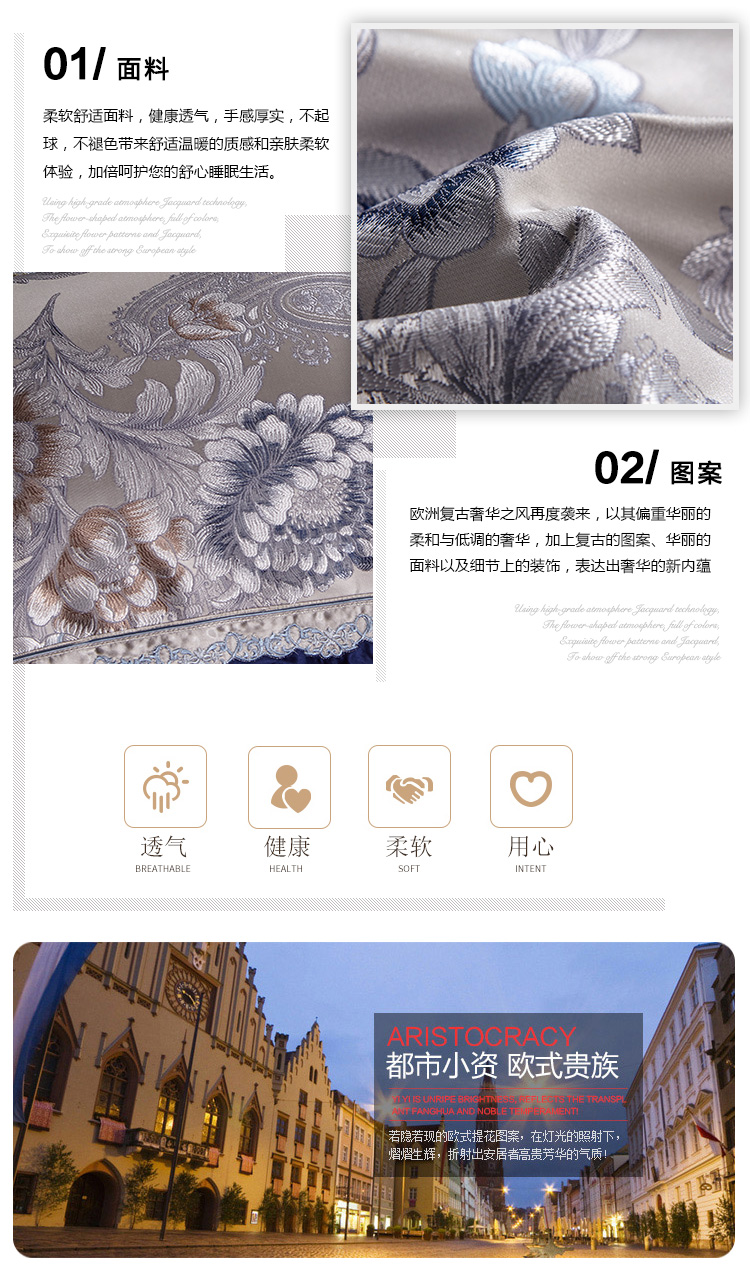 01/ 面料
柔软舒适面料，健康透气，手感厚实，不起
球，不褪色带来舒适温暖的质感和亲肤柔软
体验，加倍呵护您的舒心睡眠生活。
Using high-grade atmosphere Jacquard technology,
The flower-shaped atmosphere, full of colors,
Exquisite flower patterns and Jacquard,
To show off the strong European style
02/ 图案
欧洲复古奢华之风再度袭来，以其偏重华丽的
柔和与低调的奢华，加上复古的图案、华丽的
面料以及细节上的装饰，表达出奢华的新内蕴
Using high-grade atmosphere Jacquard technology,
The flower-shaped atmosphere, full of colors,
Exquisite flower patterns and Jacquard,
To show off the strong European style
透气
BREATHABLE
健康
HEALTH
柔软
SOFT
用心
INTENT
ARISTOCRACY
都市小资 欧式贵族
IS UNRIPE BRIGHTNESS, REFLECTS THE TRANSPL
ART FANGHUA AND NOBLE TEMPERAMENT!
若隐若现的欧式提花图案，在灯光的照射下，
熠熠生辉，折射出安居者高贵芳华的气质！